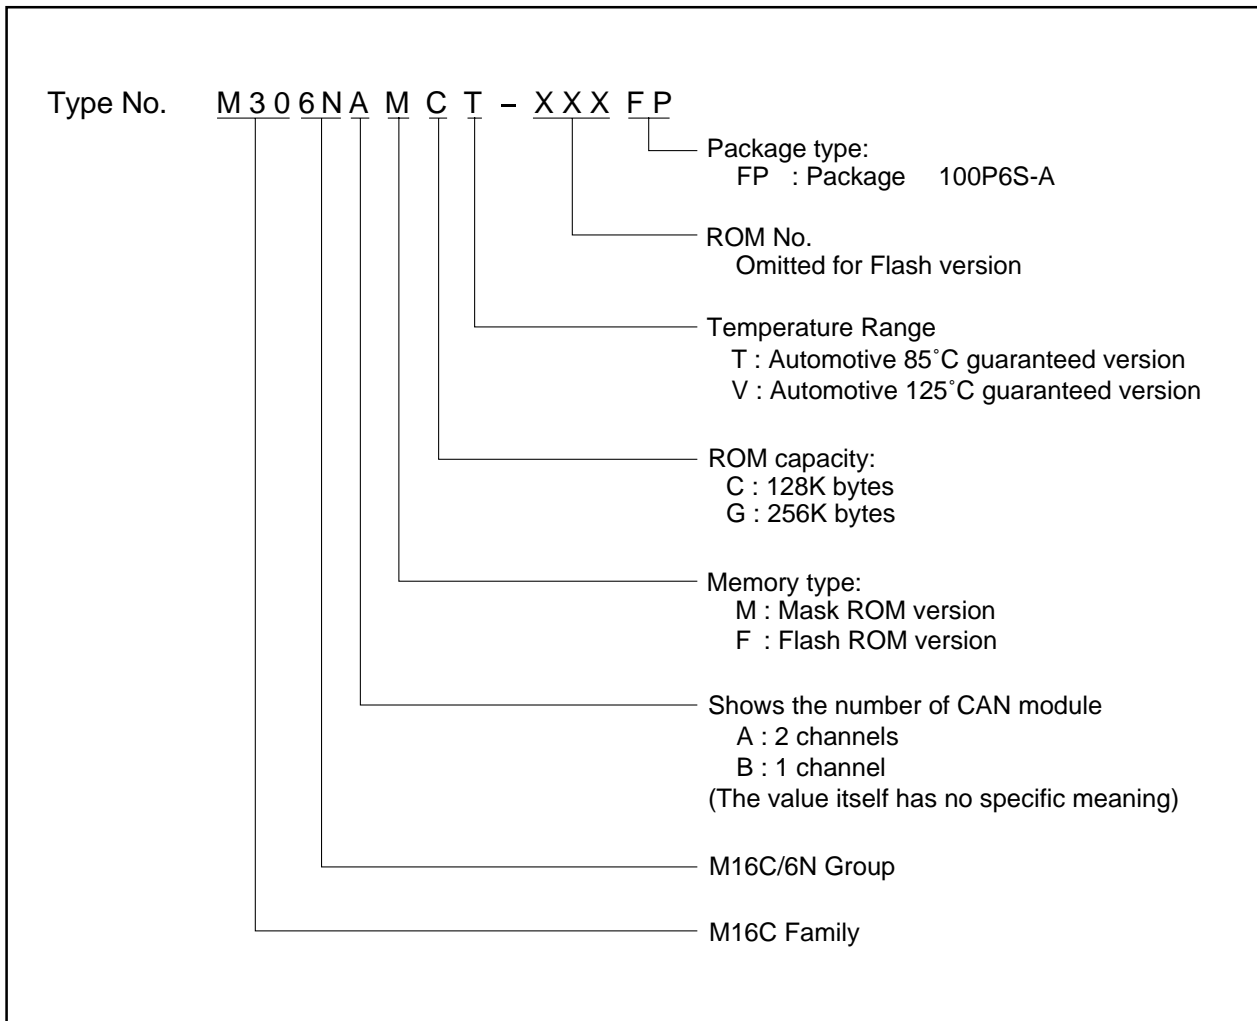 Type No. M 3 0 6 N A M C T – X X X F P
Package type:
FP : Package 100P6S-A
ROM No.
Omitted for Flash version
Temperature Range
T : Automotive 85˚C guaranteed version
V : Automotive 125˚C guaranteed version
ROM capacity:
C : 128K bytes
G : 256K bytes
Memory type:
M : Mask ROM version
F : Flash ROM version
Shows the number of CAN module
A : 2 channels
B : 1 channel
(The value itself has no specific meaning)
M16C/6N Group
M16C Family